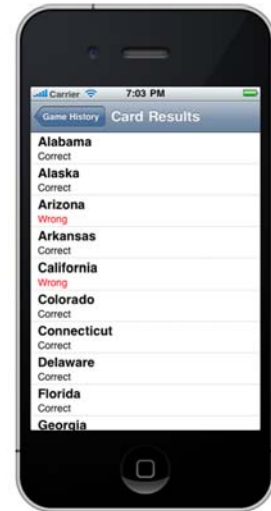 Carrier 7:03 PM
Game History Card Results
Alabama
Correct
Alaska
Correct
Arizona
Wrong
Arkansas
Correct
California
Wrong
Colorado
Correct
Connecticut
Correct
Delaware
Correct
Florida
Correct
Georgia